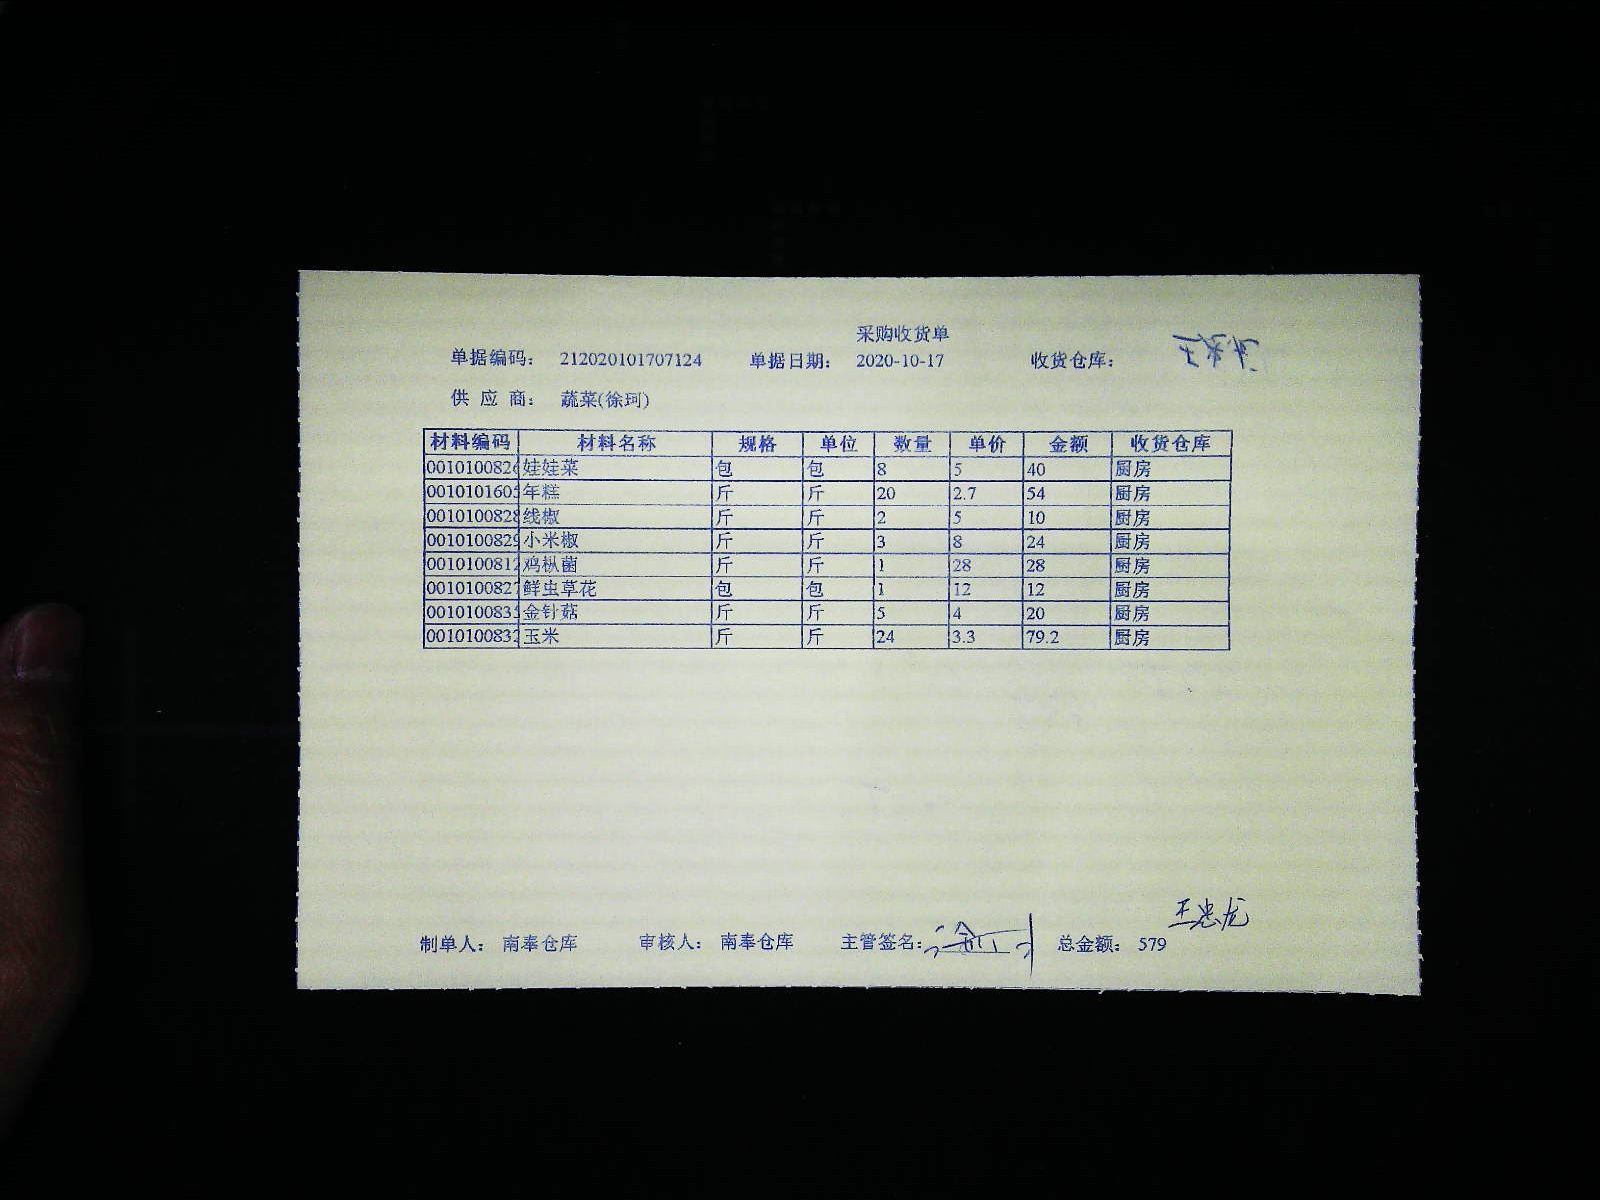 采购收货单
单据编码： 212020101707124 单据日期： 2020-10-17 收货仓库：
供 应 商： 蔬菜(徐珂)
材料编码 材料名称 规格 单位 数量 单价 金额 收货仓库
0010100826 娃娃菜 包 包 8 5 40 厨房
0010101605 年糕 斤 斤 20 2.7 54 厨房
0010100828 线椒 斤 斤 2 5 10 厨房
0010100829 小米椒 斤 斤 3 8 24 厨房
0010100812 鸡枞菌 斤 斤 1 28 28 厨房
0010100827 鲜虫草花 包 包 1 12 12 厨房
0010100835 金针菇 斤 斤 5 4 20 厨房
0010100832 玉米 斤 斤 24 3.3 79.2 厨房
王忠龙
制单人： 南奉仓库 审核人： 南奉仓库 主管签名： 总金额： 579